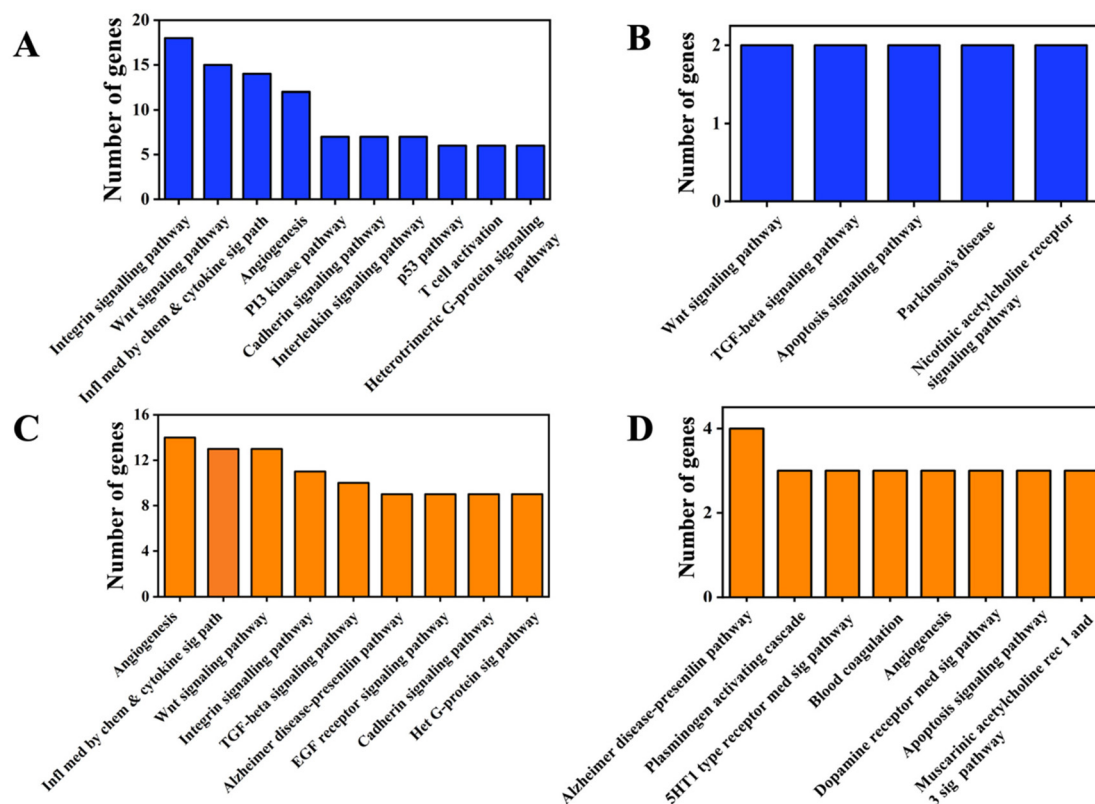 A
Number of genes
20
15
10
5
0
Integrin signalling pathway
Wnt signaling pathway
Infl med by chem & cytokine sig path
Angiogenesis
PI3 kinase pathway
Cadherin signaling pathway
Interleukin signaling pathway
p53 pathway
T cell activation
Heterotrimeric G-protein signaling
pathway
B
Number of genes
2
1
0
Wnt signaling pathway
TGF-beta signaling pathway
Apoptosis signaling pathway
Parkinson's disease
Nicotinic acetylcholine receptor
signaling pathway
C
Number of genes
16
12
8
4
0
Angiogenesis
Infl med by chem & cytokine sig path
Wnt signaling pathway
Integrin signalling pathway
TGF-beta signaling pathway
Alzheimer disease-presenilin pathway
EGF receptor signaling pathway
Cadherin signaling pathway
Het G-protein sig pathway
D
Number of genes
4
2
0
Alzheimer disease-presenilin pathway
Plasminogen activating cascade
5HT1 type receptor med sig pathway
Blood coagulation
Angiogenesis
Dopamine receptor med sig pathway
Apoptosis signaling pathway
Muscarinic acetylcholine rec 1 and
3 sig pathway